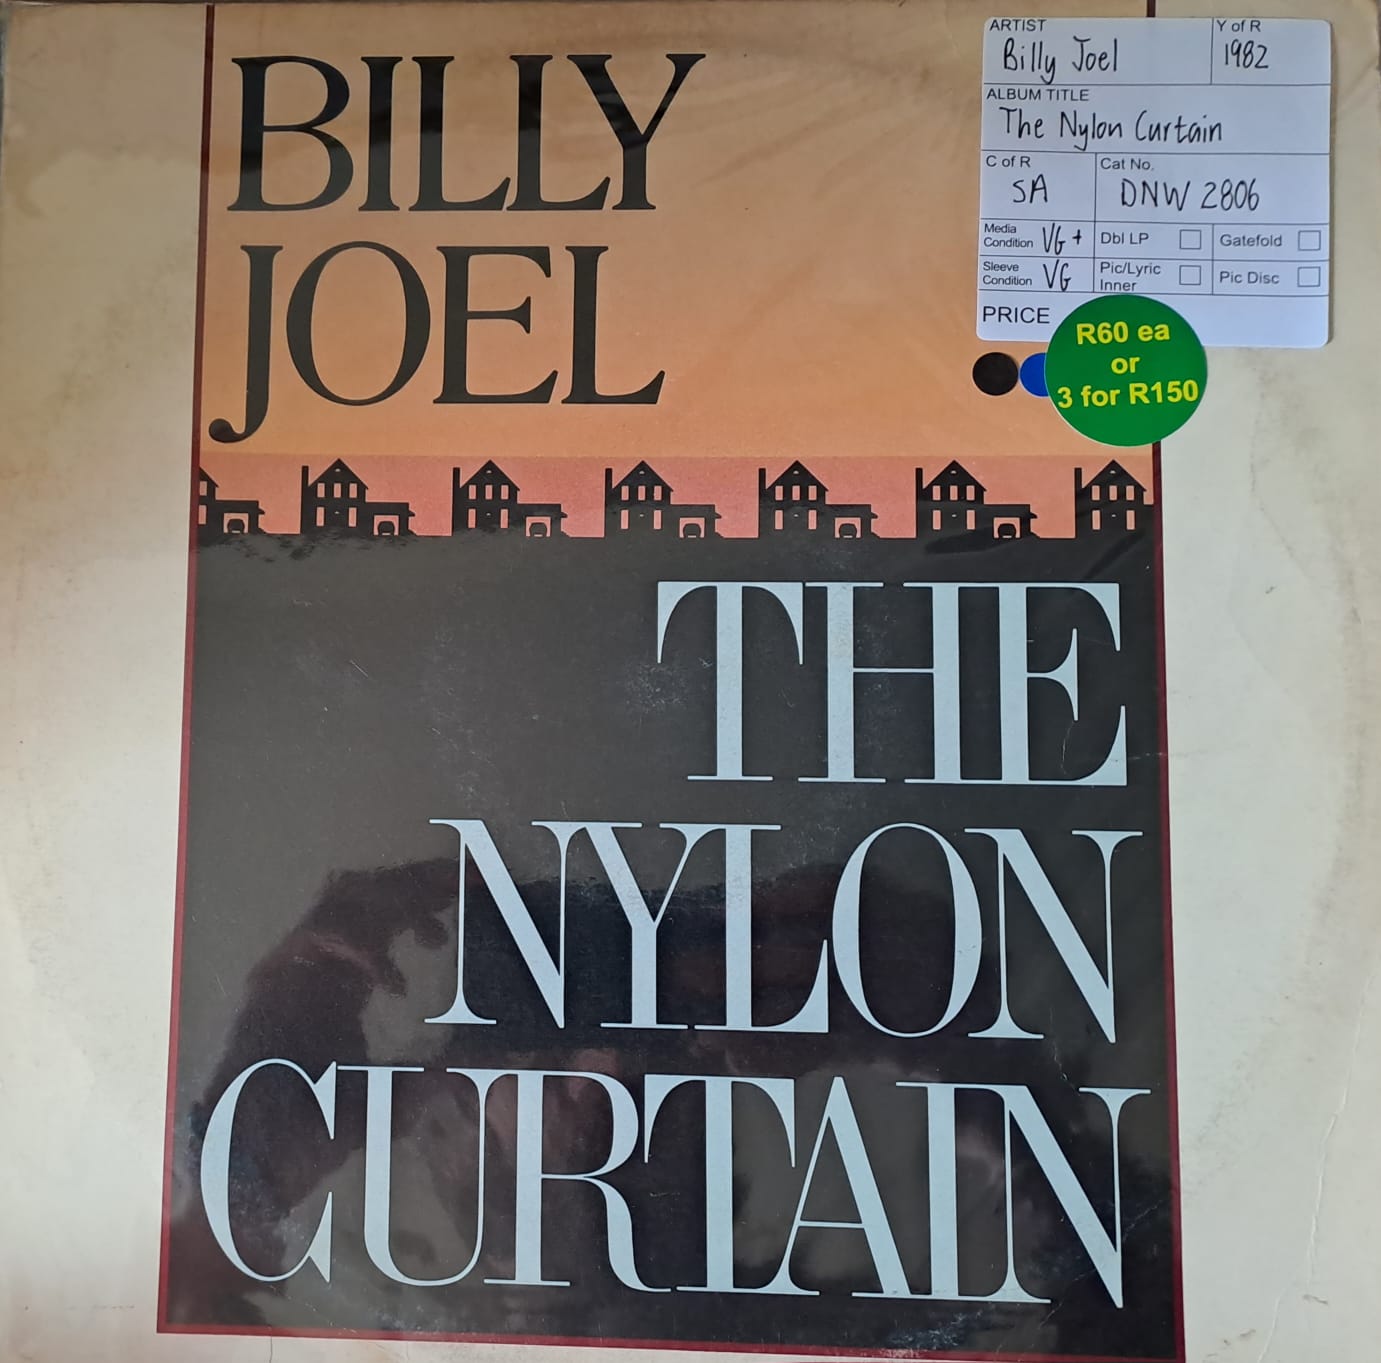 BILLY
JOEL
THE
NYLON
CURTAIN
ARTIST
Billy Joel
Y of R
1982
ALBUM TITLE
The Nylon Curtain
C of R
SA
Cat No.
DNW 2806
Media
Condition VG+
Dbl LP
Gatefold
Sleeve
Condition VG
Pic/Lyric
Inner
Pic Disc
PRICE
R60 ea
or
3 for R150